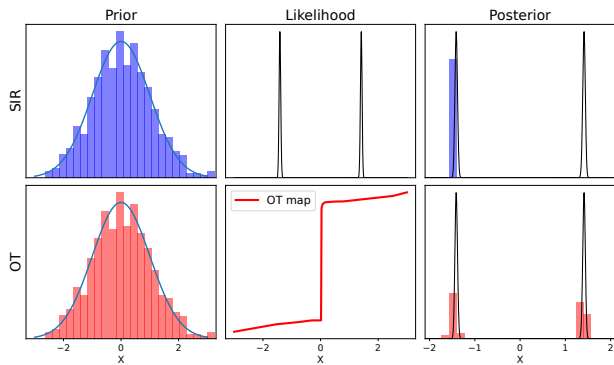 Prior
Likelihood
Posterior
SIR
OT
OT map
−2 0 2
X
−2 0 2
X
−2 −1 0 1 2
X